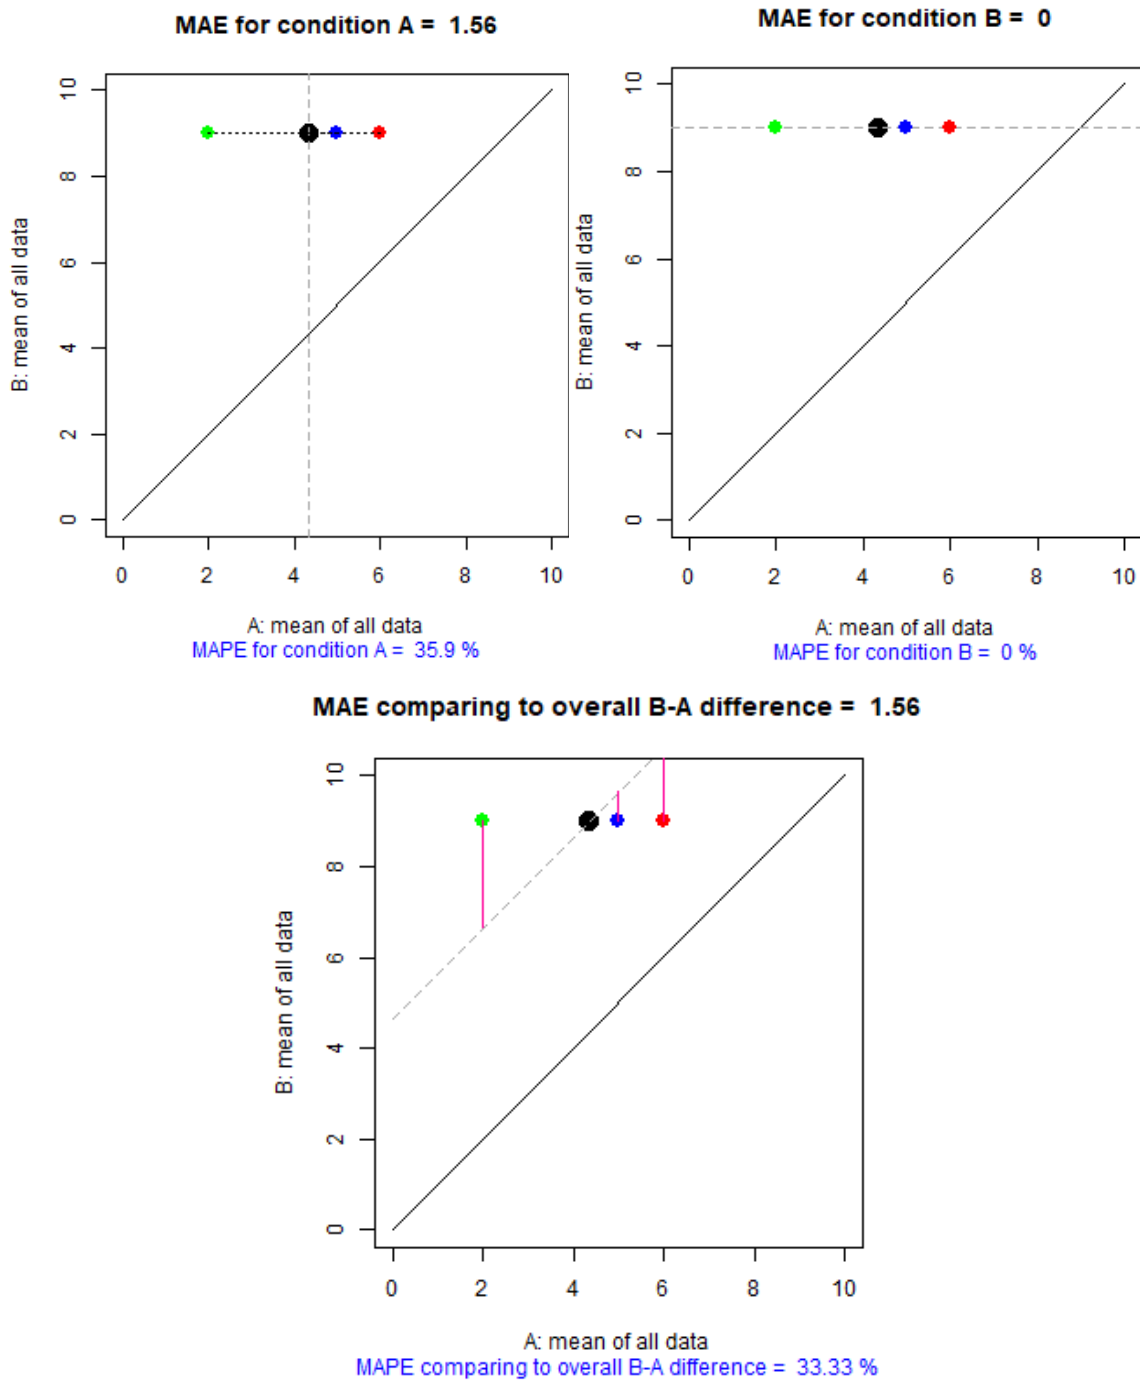 MAE for condition A =  1.56
10
8
6
4
2
0
B: mean of all data
0 2 4 6 8 10
A: mean of all data
MAPE for condition A =  35.9 %
MAE for condition B =  0
10
8
6
4
2
0
B: mean of all data
0 2 4 6 8 10
A: mean of all data
MAPE for condition B =  0 %
MAE comparing to overall B-A difference =  1.56
10
8
6
4
2
0
B: mean of all data
0 2 4 6 8 10
A: mean of all data
MAPE comparing to overall B-A difference =  33.33 %